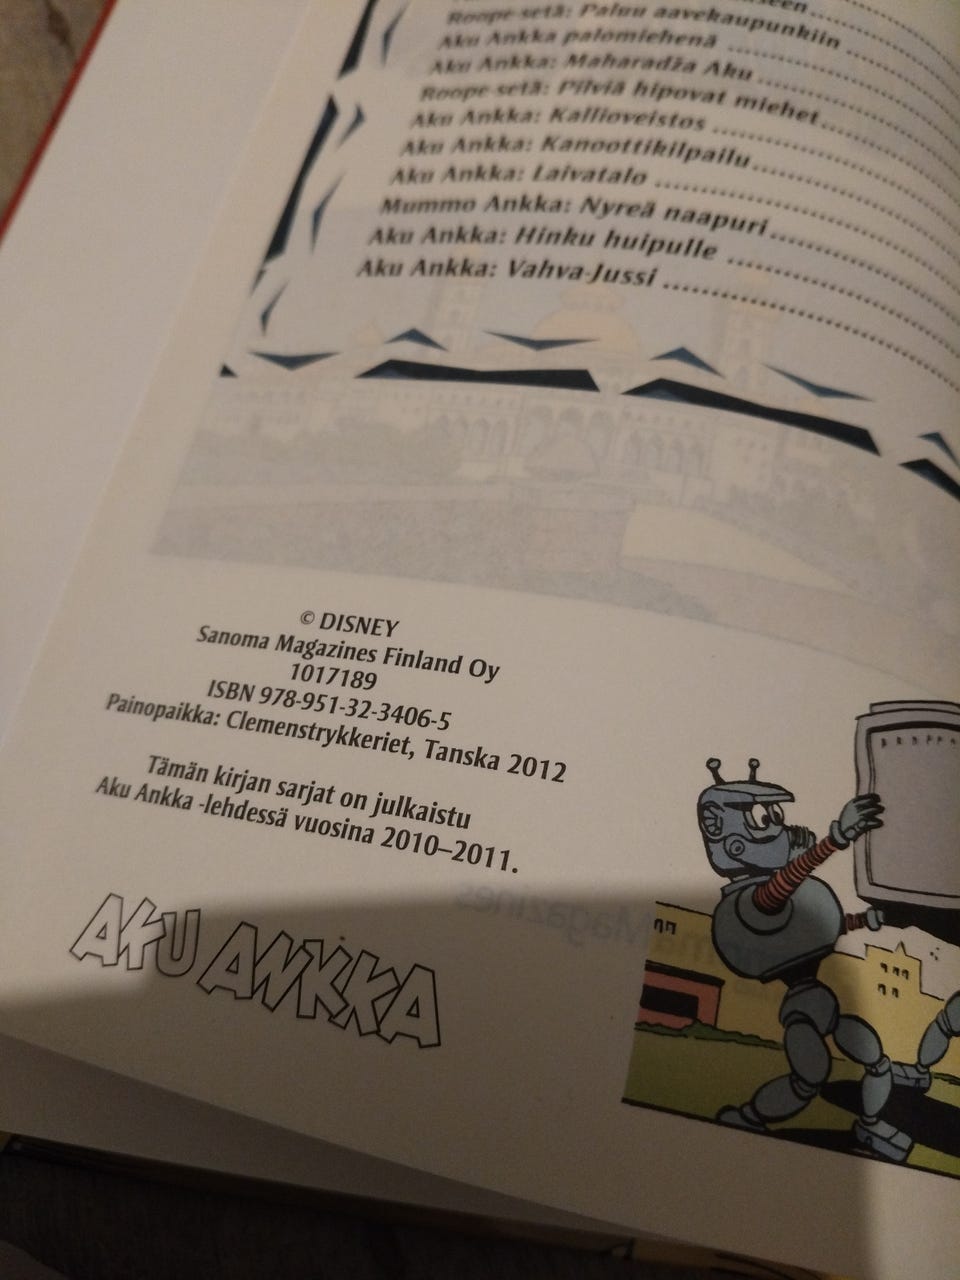 Roope-setä: Paluu aavekaupunkiin
Aku Ankka palomiehenä
Aku Ankka: Maharadža Aku
Roope-setä: Pilviä hipovat miehet
Aku Ankka: Kallioveistos
Aku Ankka: Kanoottikilpailu
Aku Ankka: Laivatalo
Mummo Ankka: Nyreä naapuri
Aku Ankka: Hinku huipulle
Aku Ankka: Vahva-Jussi
© DISNEY
Sanoma Magazines Finland Oy
1017189
ISBN 978-951-32-3406-5
Painopaikka: Clemenstrykkeriet, Tanska 2012
Tämän kirjan sarjat on julkaistu
Aku Ankka -lehdessä vuosina 2010–2011.
AKU ANKKA